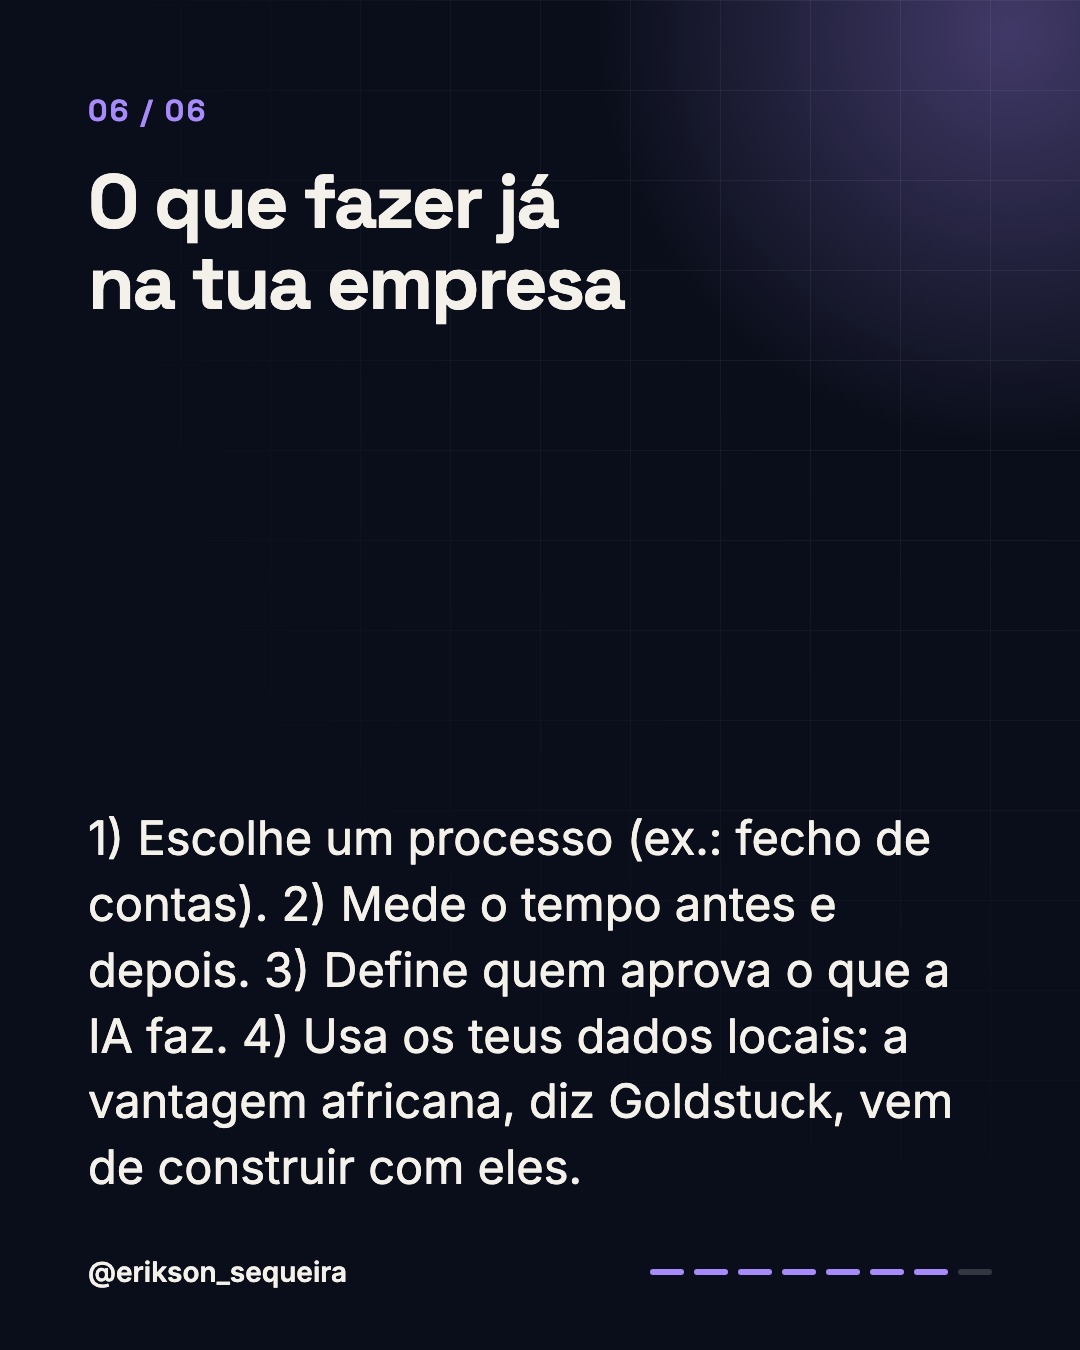 06 / 06
O que fazer já
na tua empresa
1) Escolhe um processo (ex.: fecho de
contas). 2) Mede o tempo antes e
depois. 3) Define quem aprova o que a
IA faz. 4) Usa os teus dados locais: a
vantagem africana, diz Goldstuck, vem
de construir com eles.
@erikson_sequeira